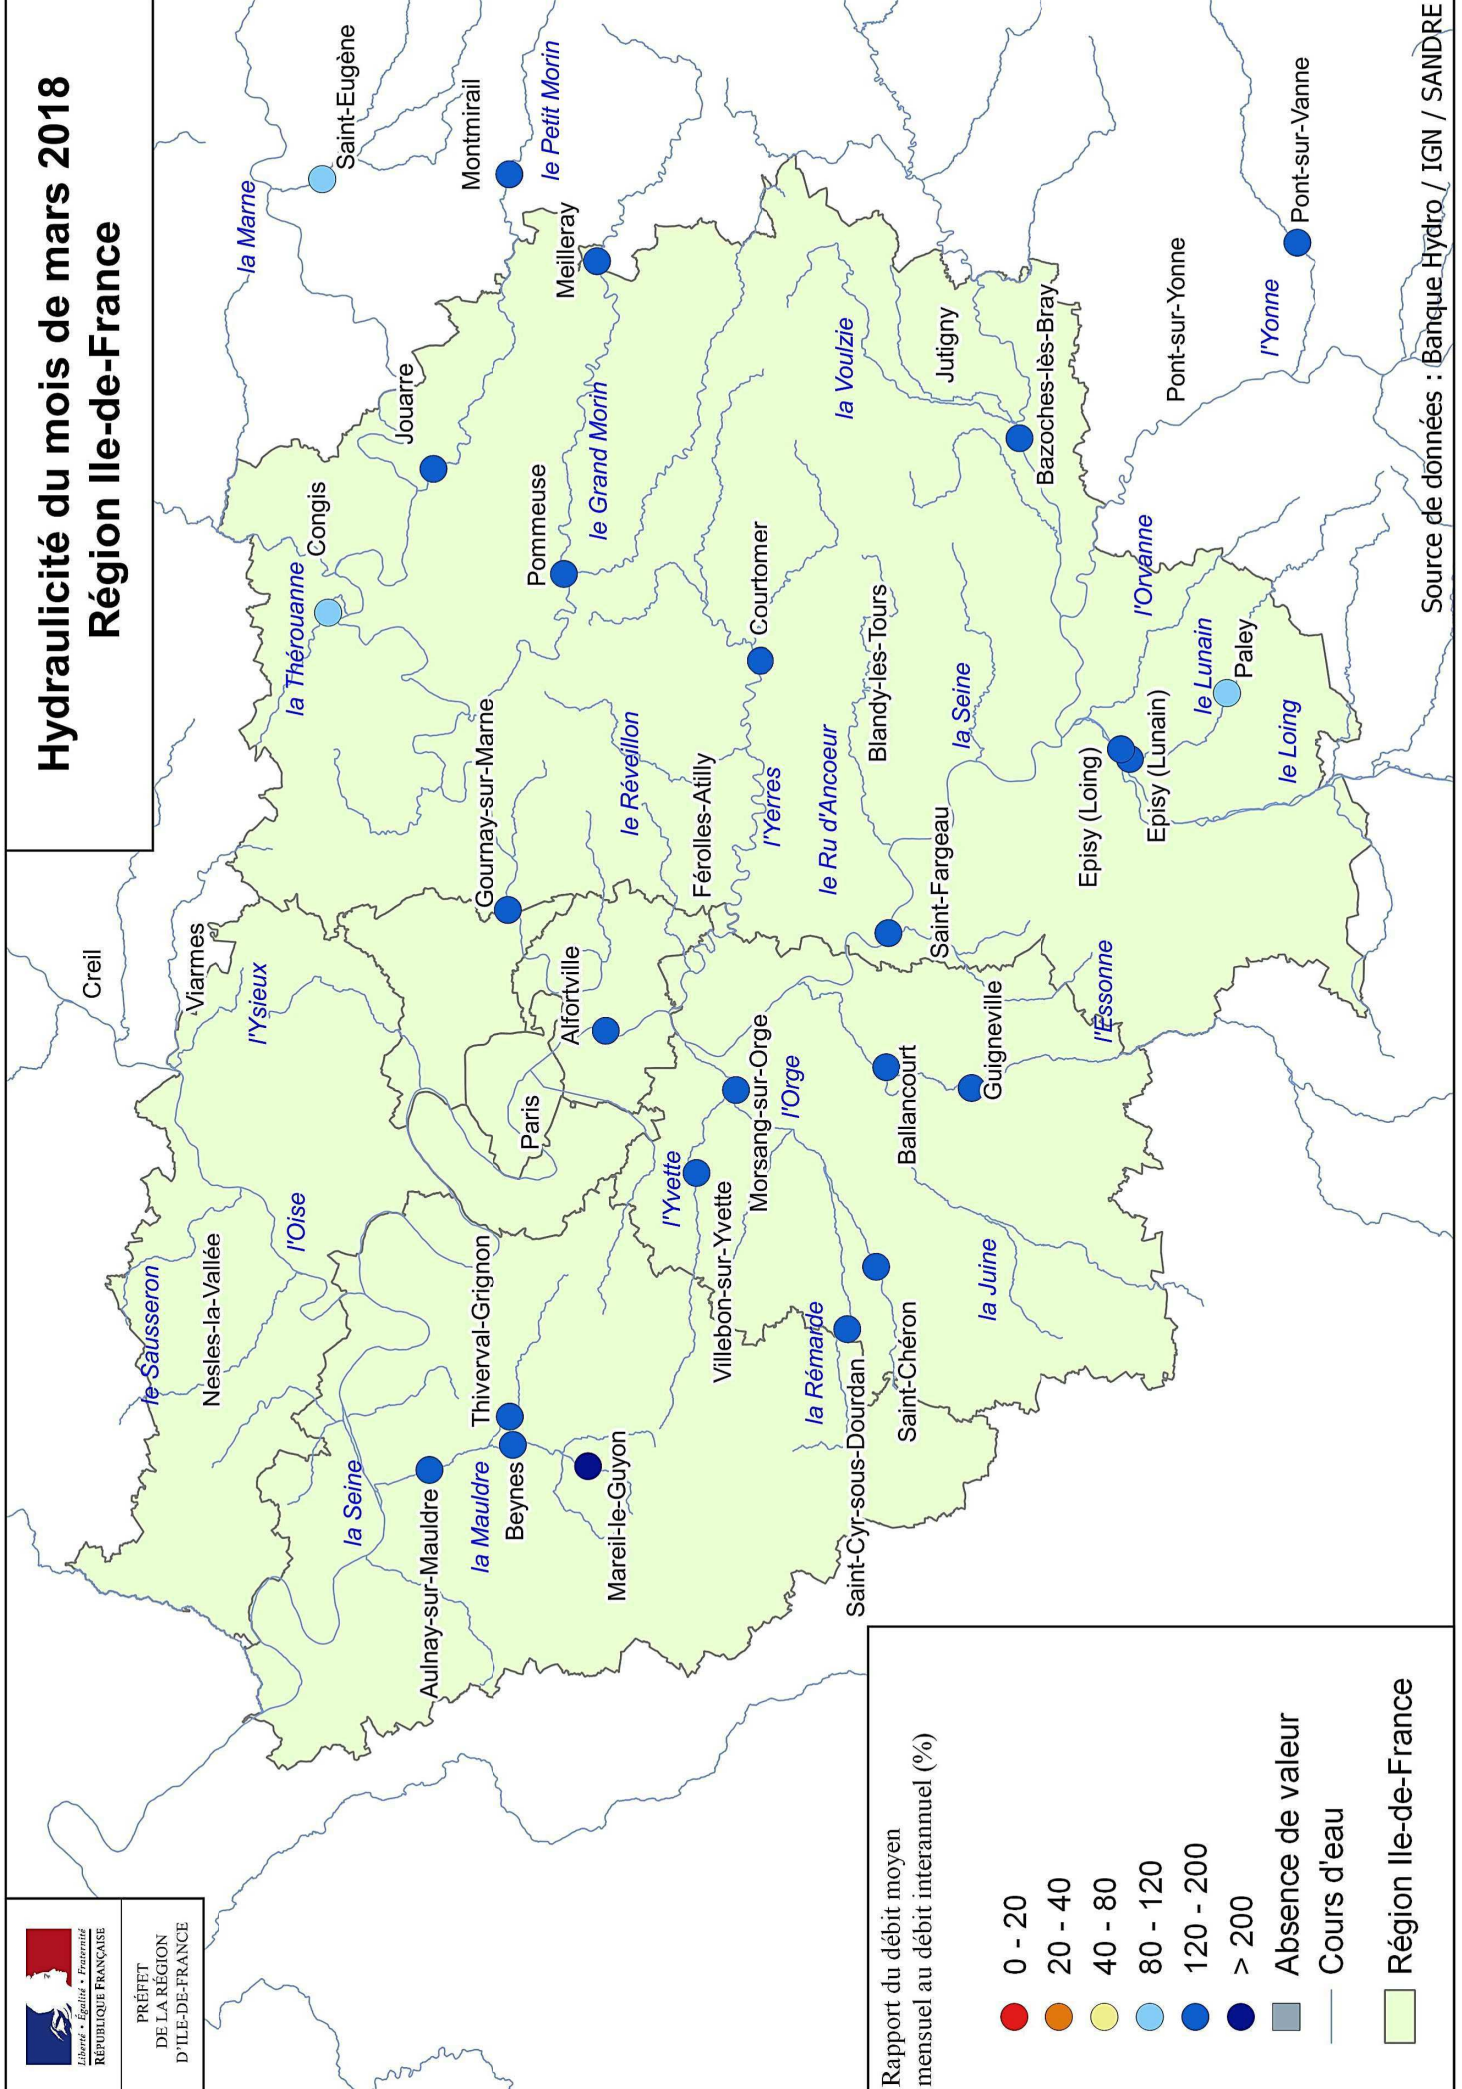 Liberté • Égalité • Fraternité
RÉPUBLIQUE FRANÇAISE
PRÉFET
DE LA RÉGION
D'ILE-DE-FRANCE
Hydraulicité du mois de mars 2018
Région Ile-de-France
Creil
Viarmes
l'Ysieux
le Sausseron
Nesles-la-Vallée
l'Oise
la Marne
Saint-Eugène
la Thérouanne
Congis
la Seine
Jouarre
Montmirail
le Petit Morin
Aulnay-sur-Mauldre
la Mauldre
Thiverval-Grignon
Beynes
Gournay-sur-Marne
Paris
Pommeuse
Meilleray
Alfortville
le Grand Morin
Mareil-le-Guyon
le Réveillon
l'Yvette
Férolles-Atilly
Villebon-sur-Yvette
Morsang-sur-Orge
Courtomer
l'Yerres
l'Orge
la Rémarde
le Ru d'Ancoeur
la Voulzie
Saint-Cyr-sous-Dourdan
Blandy-les-Tours
Saint-Chéron
Ballancourt
Saint-Fargeau
Jutigny
la Seine
la Juine
Guigneville
Bazoches-lès-Bray
Episy (Loing)
l'Essonne
l'Orvanne
Episy (Lunain)
Pont-sur-Yonne
le Lunain
Paley
le Loing
l'Yonne
Pont-sur-Vanne
Rapport du débit moyen
mensuel au débit interannuel (%)
0 - 20
20 - 40
40 - 80
80 - 120
120 - 200
> 200
Absence de valeur
Cours d'eau
Région Ile-de-France
Source de données : Banque Hydro / IGN / SANDRE